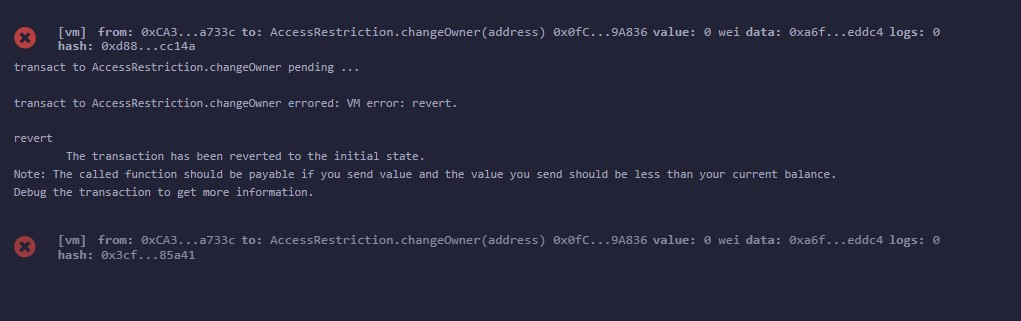 [vm] from: 0xCA3...a733c to: AccessRestriction.changeOwner(address) 0x0fC...9A836 value: 0 wei data: 0xa6f...eddc4 logs: 0
hash: 0xd88...cc14a
transact to AccessRestriction.changeOwner pending ...
transact to AccessRestriction.changeOwner errored: VM error: revert.
revert
The transaction has been reverted to the initial state.
Note: The called function should be payable if you send value and the value you send should be less than your current balance.
Debug the transaction to get more information.
[vm] from: 0xCA3...a733c to: AccessRestriction.changeOwner(address) 0x0fC...9A836 value: 0 wei data: 0xa6f...eddc4 logs: 0
hash: 0x3cf...85a41